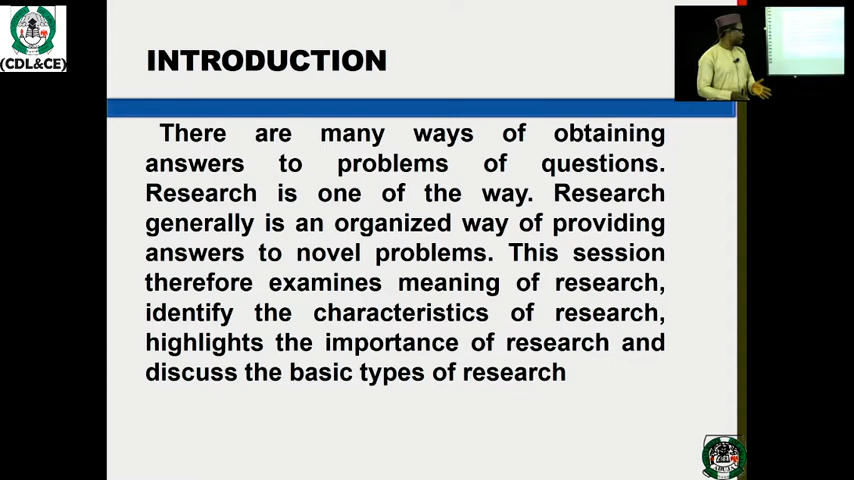 (CDL&CE)
INTRODUCTION
There are many ways of obtaining
answers to problems of questions.
Research is one of the way. Research
generally is an organized way of providing
answers to novel problems. This session
therefore examines meaning of research,
identify the characteristics of research,
highlights the importance of research and
discuss the basic types of research